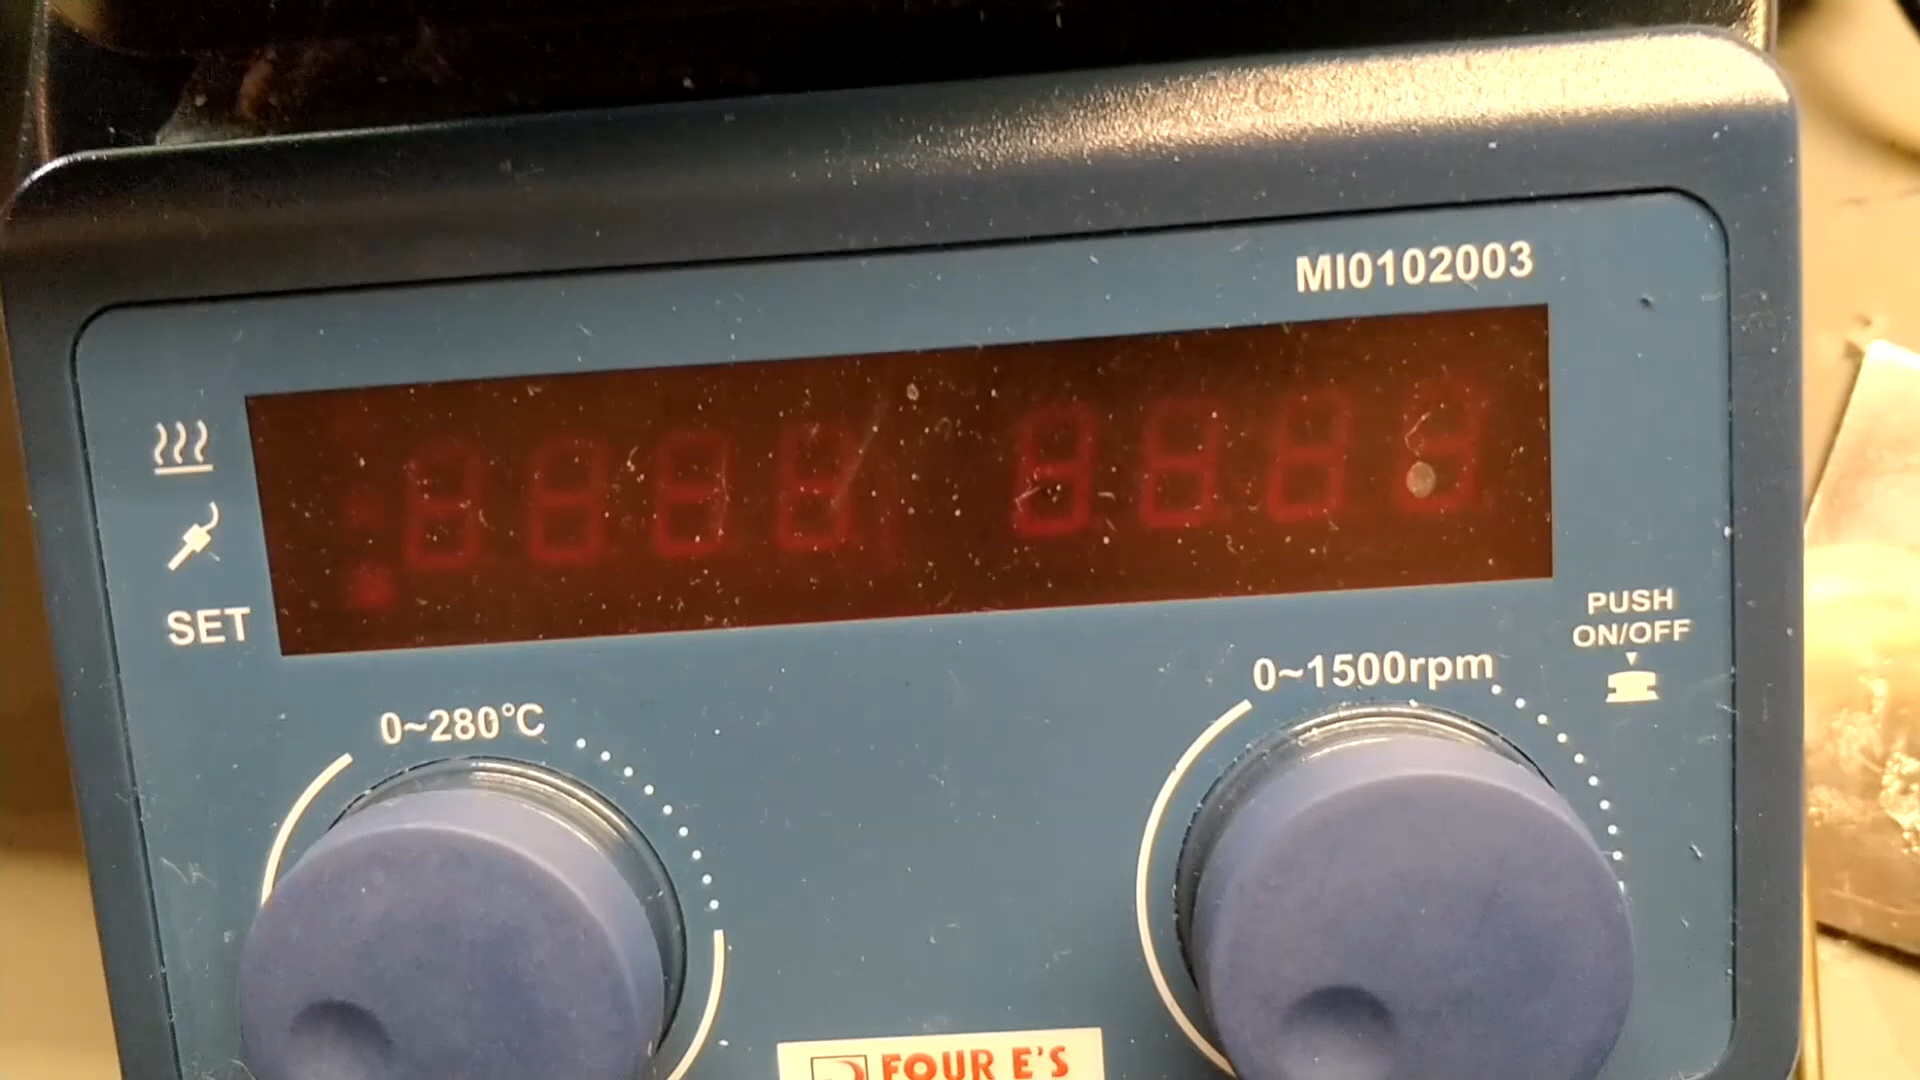 MI0102003
SET
PUSH
ON/OFF
0~1500rpm
0~280°C
FOUR E'S